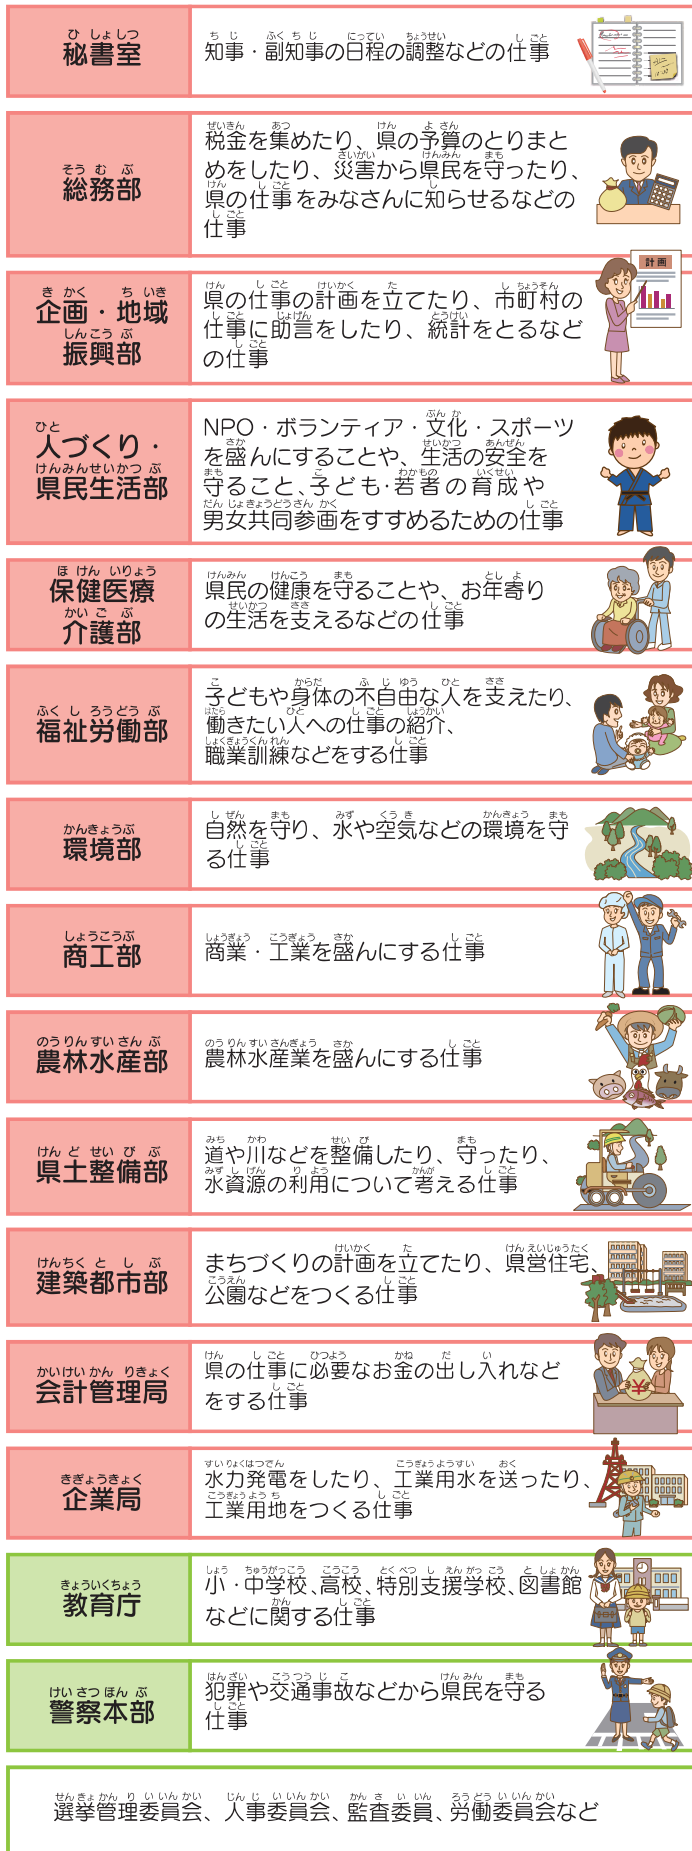 秘書室
知事・副知事の日程の調整などの仕事
総務部
税金を集めたり、県の予算のとりまと
めをしたり、災害から県民を守ったり、
県の仕事をみなさんに知らせるなどの
仕事
企画・地域
振興部
県の仕事の計画を立てたり、市町村の
仕事に助言をしたり、統計をとるなど
の仕事
計画
人づくり・
県民生活部
NPO・ボランティア・文化・スポーツ
を盛んにすることや、生活の安全を
守ること、子ども・若者の育成や
男女共同参画をすすめるための仕事
保健医療
介護部
県民の健康を守ることや、お年寄り
の生活を支えるなどの仕事
福祉労働部
子どもや身体の不自由な人を支えたり、
働きたい人への仕事の紹介、
職業訓練などをする仕事
環境部
自然を守り、水や空気などの環境を守
る仕事
商工部
商業・工業を盛んにする仕事
農林水産部
農林水産業を盛んにする仕事
県土整備部
道や川などを整備したり、守ったり、
水資源の利用について考える仕事
建築都市部
まちづくりの計画を立てたり、県営住宅、
公園などをつくる仕事
会計管理局
県の仕事に必要なお金の出し入れなど
をする仕事
¥
企業局
水力発電をしたり、工業用水を送ったり、
工業用地をつくる仕事
教育庁
小・中学校、高校、特別支援学校、図書館
などに関する仕事
警察本部
犯罪や交通事故などから県民を守る
仕事
選挙管理委員会、人事委員会、監査委員、労働委員会など